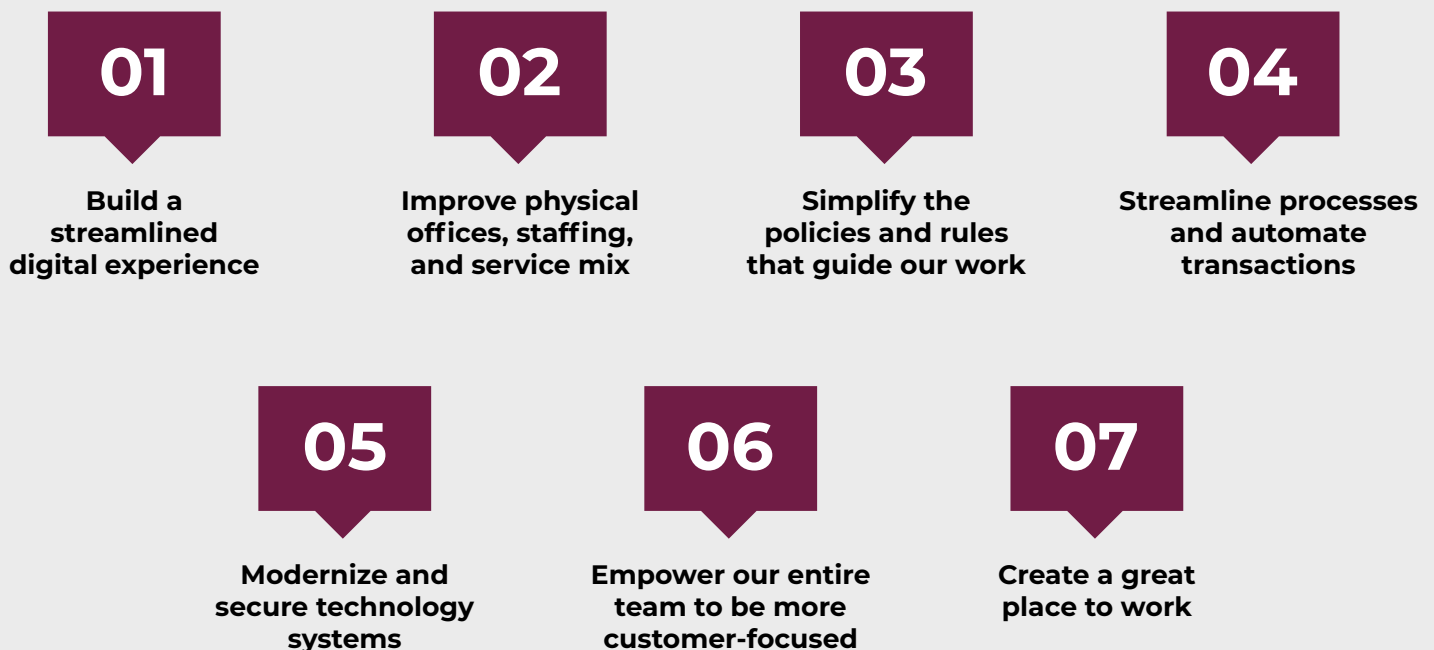 01
Build a
streamlined
digital experience
02
Improve physical
offices, staffing,
and service mix
03
Simplify the
policies and rules
that guide our work
04
Streamline processes
and automate
transactions
05
Modernize and
secure technology
systems
06
Empower our entire
team to be more
customer-focused
07
Create a great
place to work